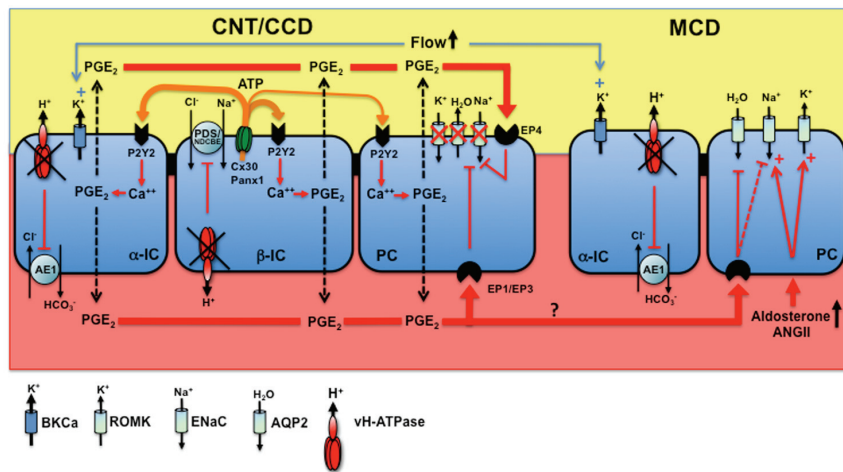 CNT/CCD
MCD
Flow
PGE₂ PGE₂ PGE₂
+ +
ATP
H⁺ K⁺ Cl⁻ Na⁺ K⁺ H₂O Na⁺ K⁺ H⁺ H₂O Na⁺ K⁺
PDS/
NDCBE
EP4
P2Y2 P2Y2 P2Y2
Cx30
Panx1
+ +
PGE₂ Ca⁺⁺ Ca⁺⁺ PGE₂ Ca⁺⁺ PGE₂
Cl⁻ Cl⁻
α-IC β-IC PC α-IC PC
AE1 AE1
HCO₃⁻ H⁺ EP1/EP3 HCO₃⁻
?
PGE₂ PGE₂ PGE₂
Aldosterone
ANGII
K⁺ K⁺ Na⁺ H₂O H⁺
BKCa ROMK ENaC AQP2 vH-ATPase